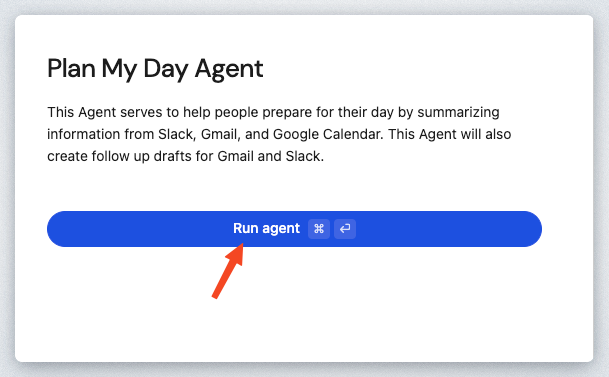 Plan My Day Agent
This Agent serves to help people prepare for their day by summarizing
information from Slack, Gmail, and Google Calendar. This Agent will also
create follow up drafts for Gmail and Slack.
Run agent ⌘ ⏎